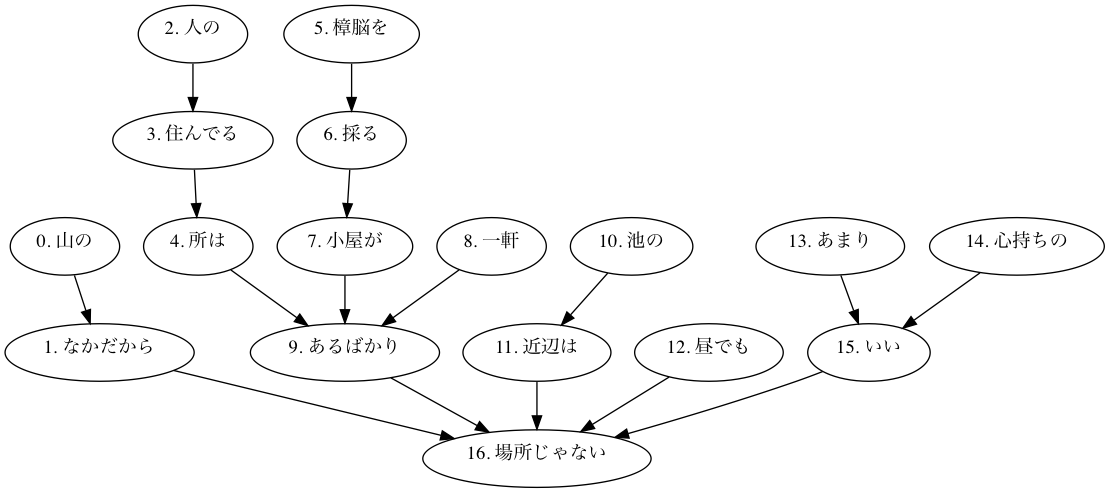 2. 人の
5. 樟脳を
3. 住んでる
6. 採る
0. 山の
4. 所は
7. 小屋が
8. 一軒
10. 池の
13. あまり
14. 心持ちの
1. なかだから
9. あるばかり
11. 近辺は
12. 昼でも
15. いい
16. 場所じゃない